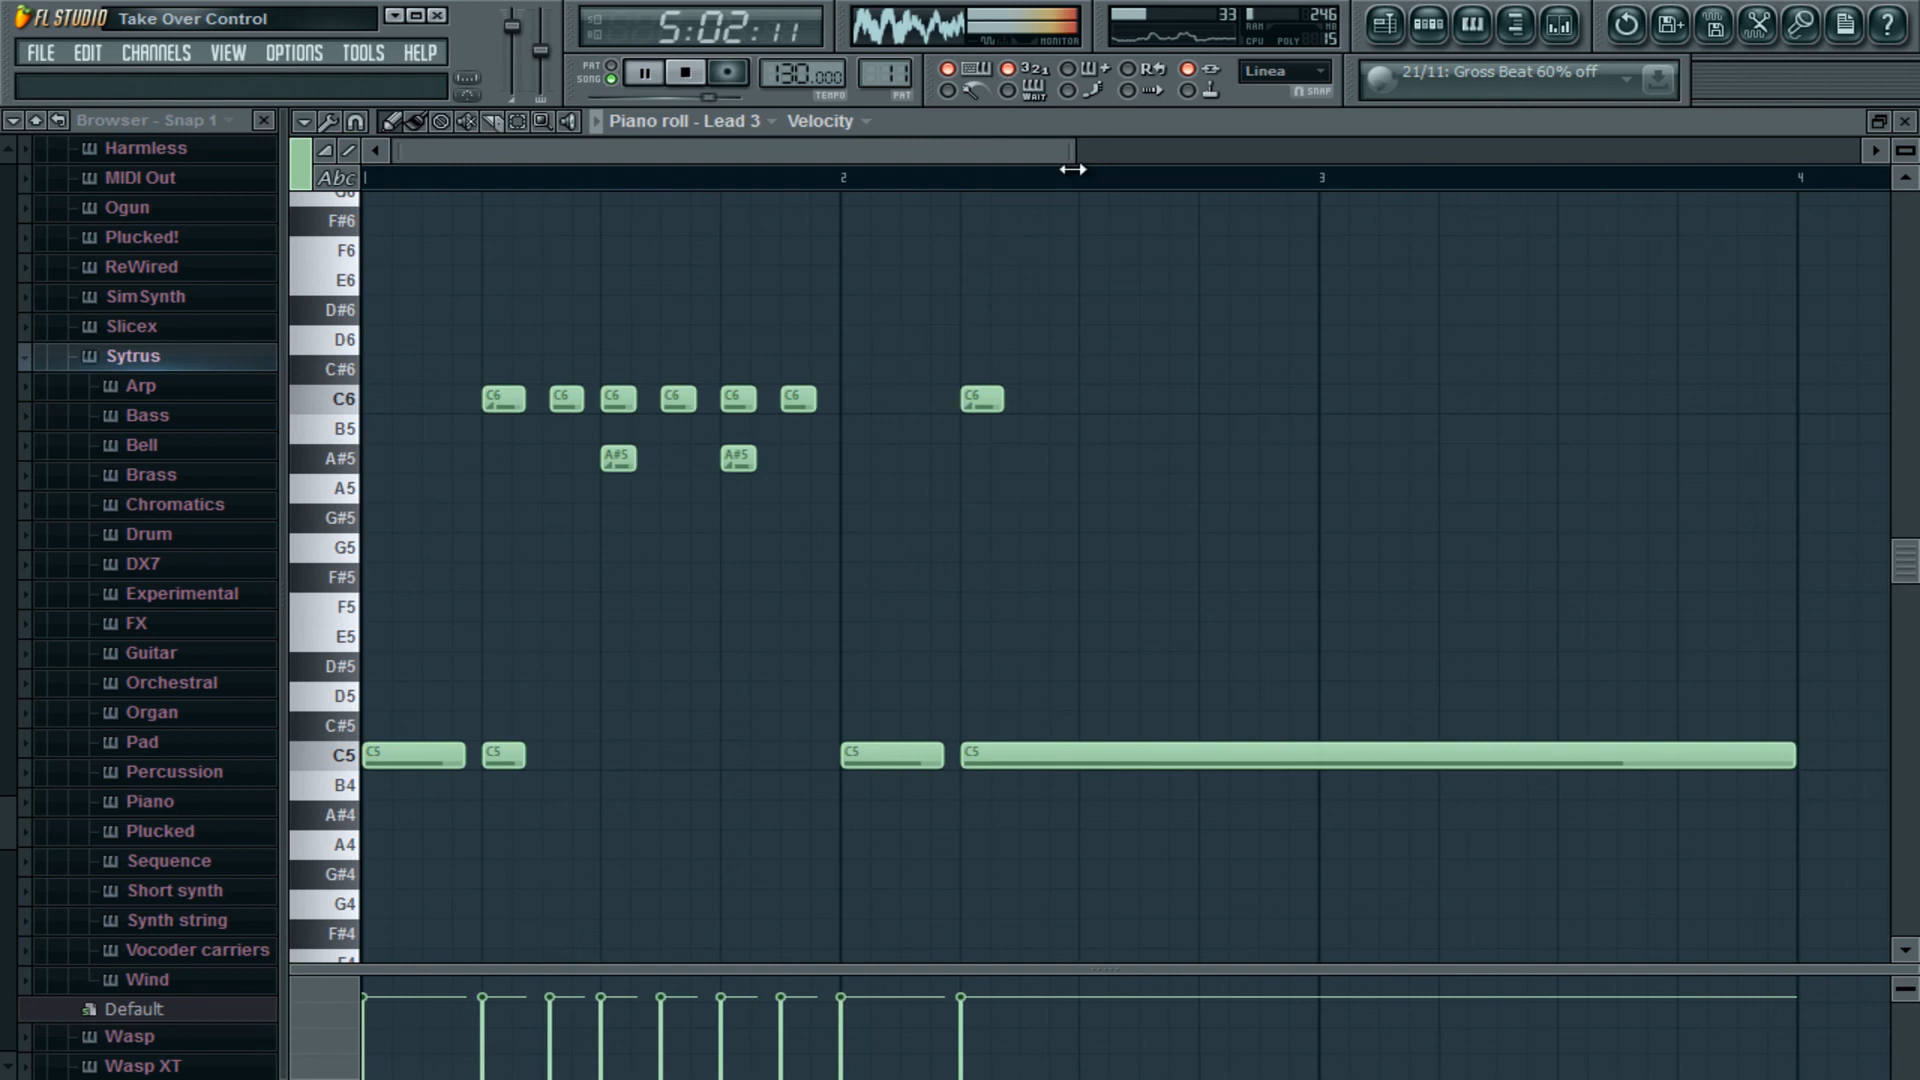 FL STUDIO Take Over Control
FILE EDIT CHANNELS VIEW OPTIONS TOOLS HELP
5:02:11
MONITOR
33 246
RAM MB
CPU POLY 15
PAT
SONG
130.000
TEMPO
11
PAT
321
WAIT
Linea
SNAP
21/11: Gross Beat 60% off
Browser - Snap 1
Harmless
MIDI Out
Ogun
Plucked!
ReWired
SimSynth
Slicex
Sytrus
Arp
Bass
Bell
Brass
Chromatics
Drum
DX7
Experimental
FX
Guitar
Orchestral
Organ
Pad
Percussion
Piano
Plucked
Sequence
Short synth
Synth string
Vocoder carriers
Wind
Default
Wasp
Wasp XT
Piano roll - Lead 3 Velocity
Abc
2 3 4
F#6
F6
E6
D#6
D6
C#6
C6 C6 C6 C6 C6 C6 C6 C6
B5
A#5 A#5 A#5
A5
G#5
G5
F#5
F5
E5
D#5
D5
C#5
C5 C5 C5 C5 C5
B4
A#4
A4
G#4
G4
F#4